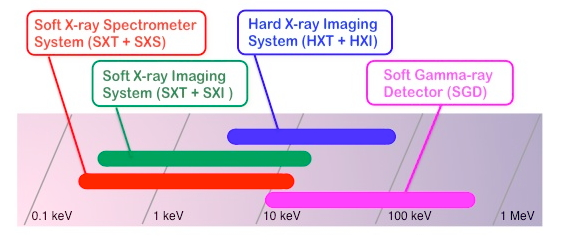 Soft X-ray Spectrometer
System (SXT + SXS)
Hard X-ray Imaging
System (HXT + HXI)
Soft X-ray Imaging
System (SXT + SXI )
Soft Gamma-ray
Detector (SGD)
0.1 keV
1 keV
10 keV
100 keV
1 MeV